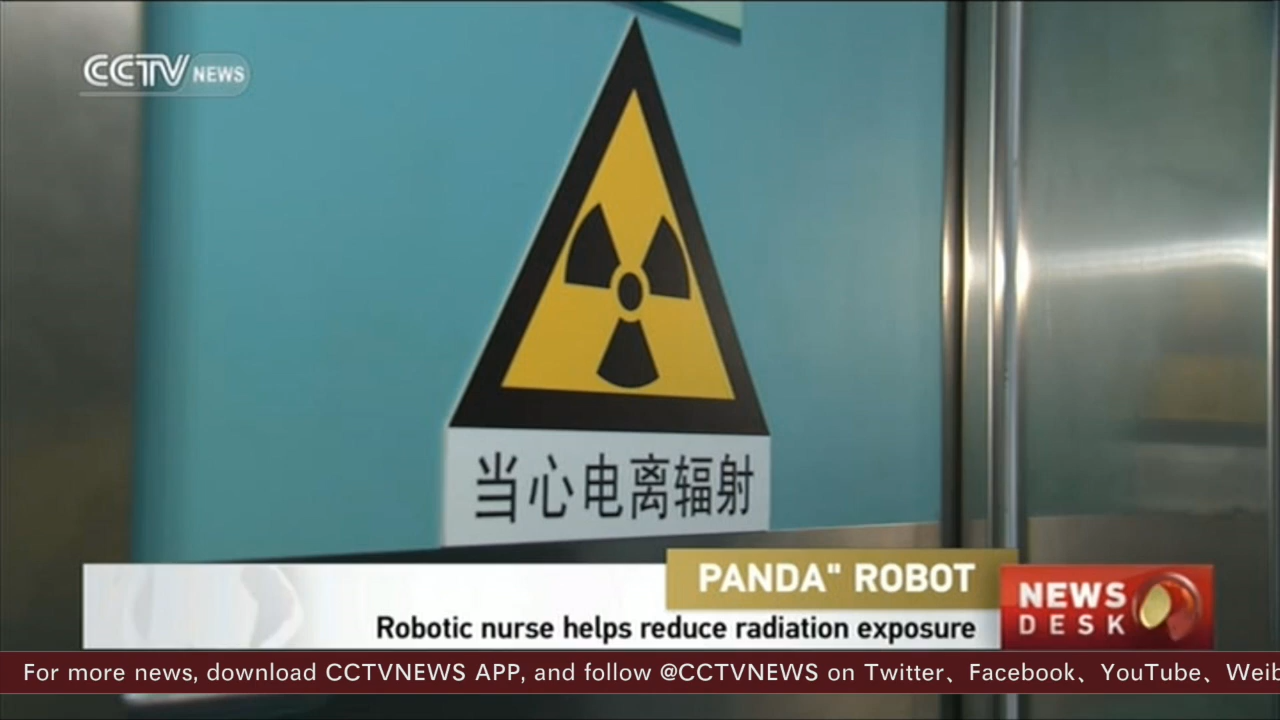 CCTV NEWS
当心电离辐射
PANDA" ROBOT
Robotic nurse helps reduce radiation exposure
NEWS
DESK
For more news, download CCTVNEWS APP, and follow @CCTVNEWS on Twitter、Facebook、YouTube、Weib